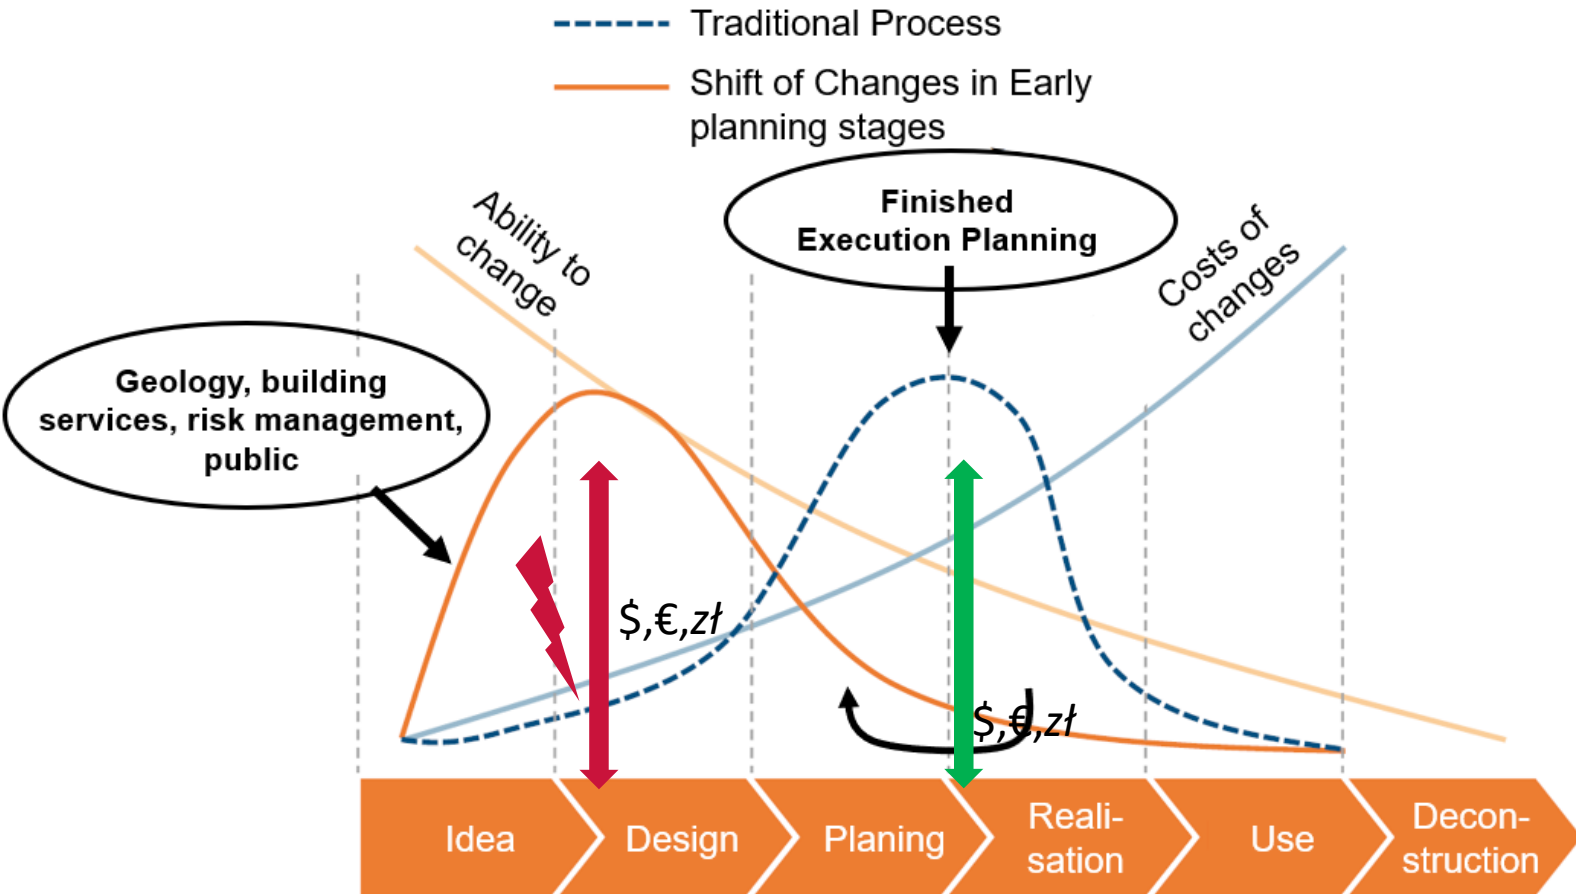 Traditional Process
Shift of Changes in Early
planning stages
Finished
Execution Planning
Ability to
change
Costs of
changes
Geology, building
services, risk management,
public
$,€,zł
$,€,zł
Idea
Design
Planing
Reali-
sation
Use
Decon-
struction